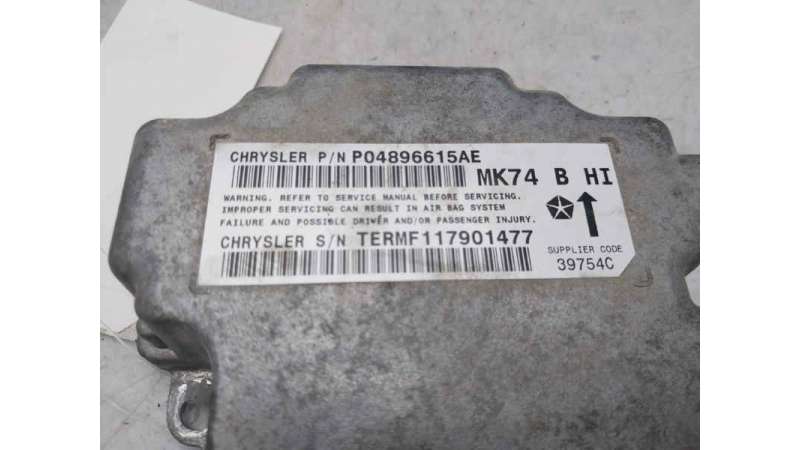 CHRYSLER P/N P04896615AE
MK74 B HI
WARNING. REFER TO SERVICE MANUAL BEFORE SERVICING.
IMPROPER SERVICING CAN RESULT IN AIR BAG SYSTEM
FAILURE AND POSSIBLE DRIVER AND/OR PASSENGER INJURY.
CHRYSLER S/N TERMF117901477
SUPPLIER CODE
39754C